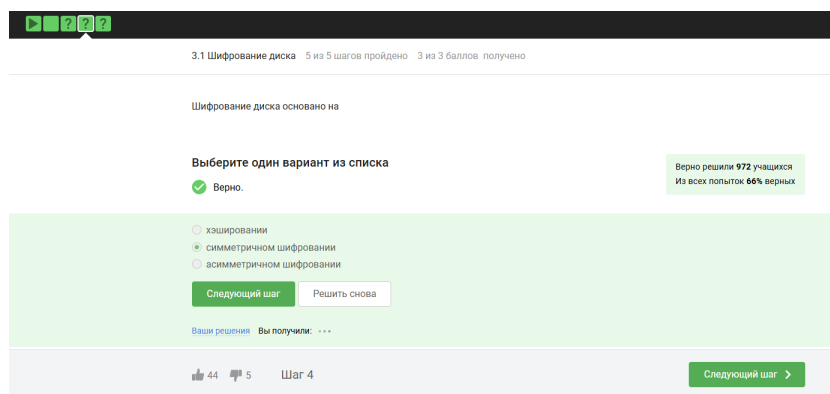 ? ? ?
3.1 Шифрование диска 5 из 5 шагов пройдено 3 из 3 баллов получено
Шифрование диска основано на
Выберите один вариант из списка
Верно.
Верно решили 972 учащихся
Из всех попыток 66% верных
хэшировании
симметричном шифровании
асимметричном шифровании
Следующий шаг Решить снова
Ваши решения Вы получили:
44 5 Шаг 4 Следующий шаг